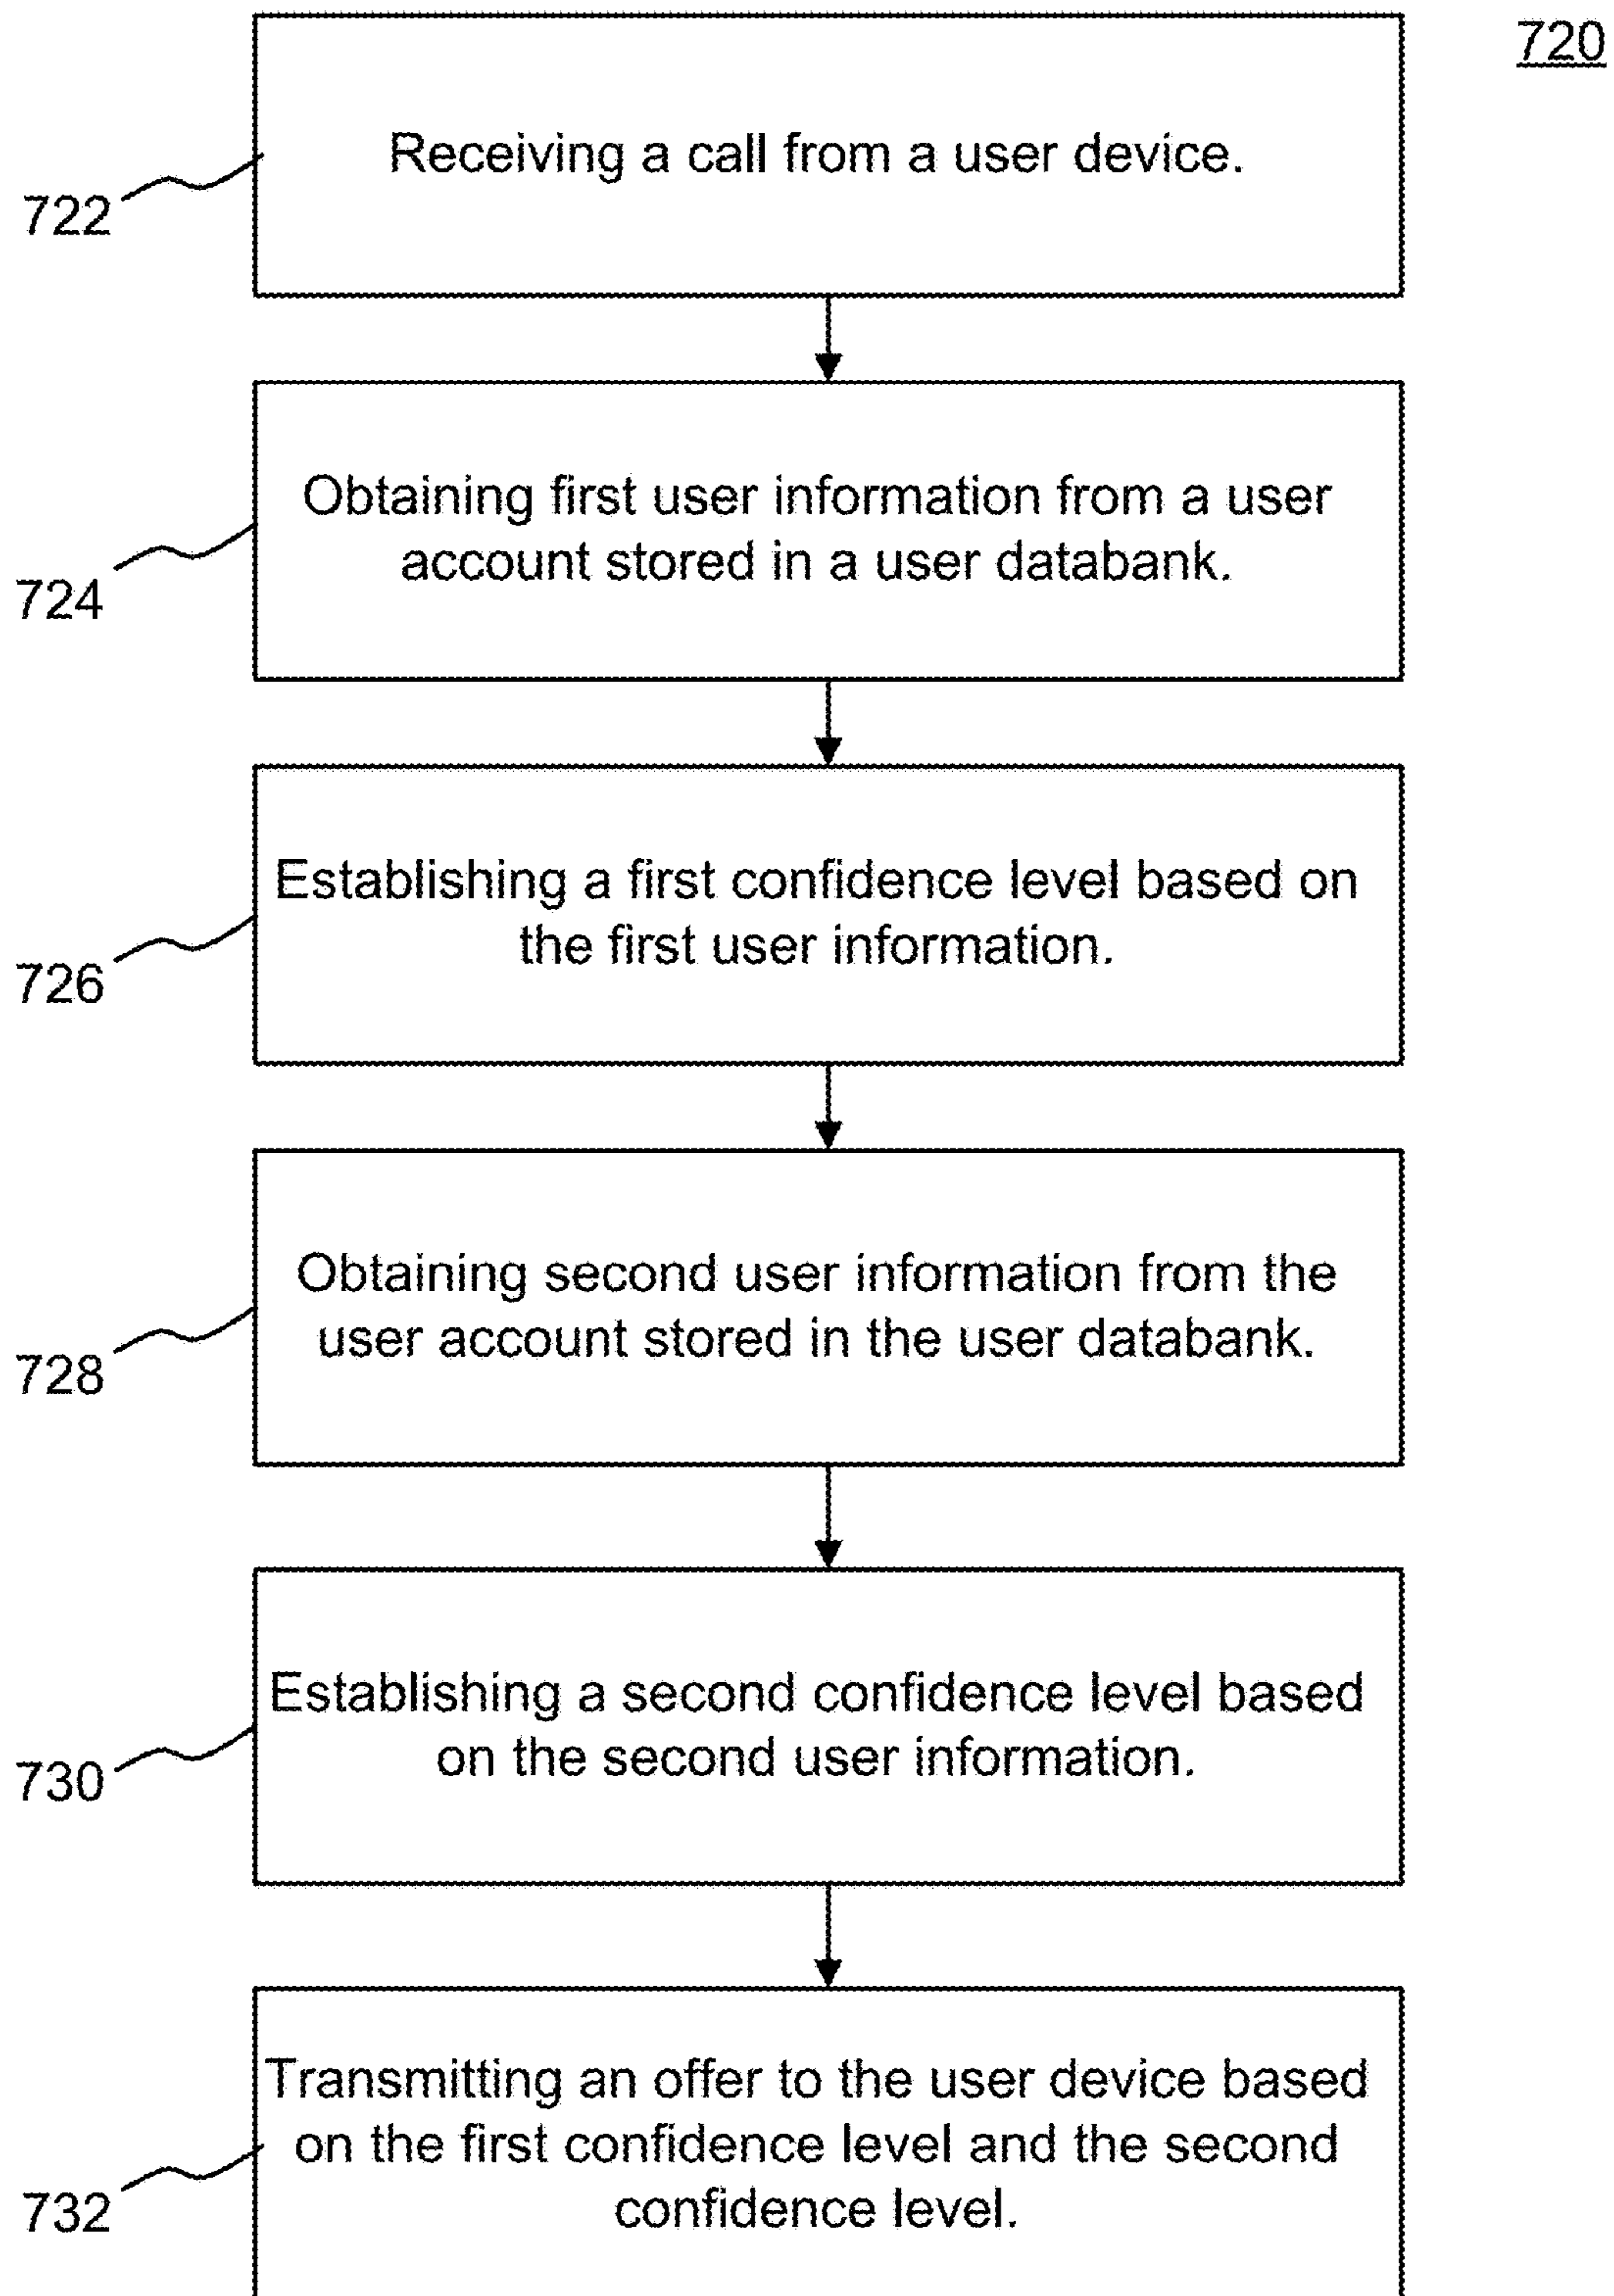 720
Receiving a call from a user device.
722
Obtaining first user information from a user
account stored in a user databank.
724
Establishing a first confidence level based on
the first user information.
726
Obtaining second user information from the
user account stored in the user databank.
728
Establishing a second confidence level based
on the second user information.
730
Transmitting an offer to the user device based
on the first confidence level and the second
confidence level.
732